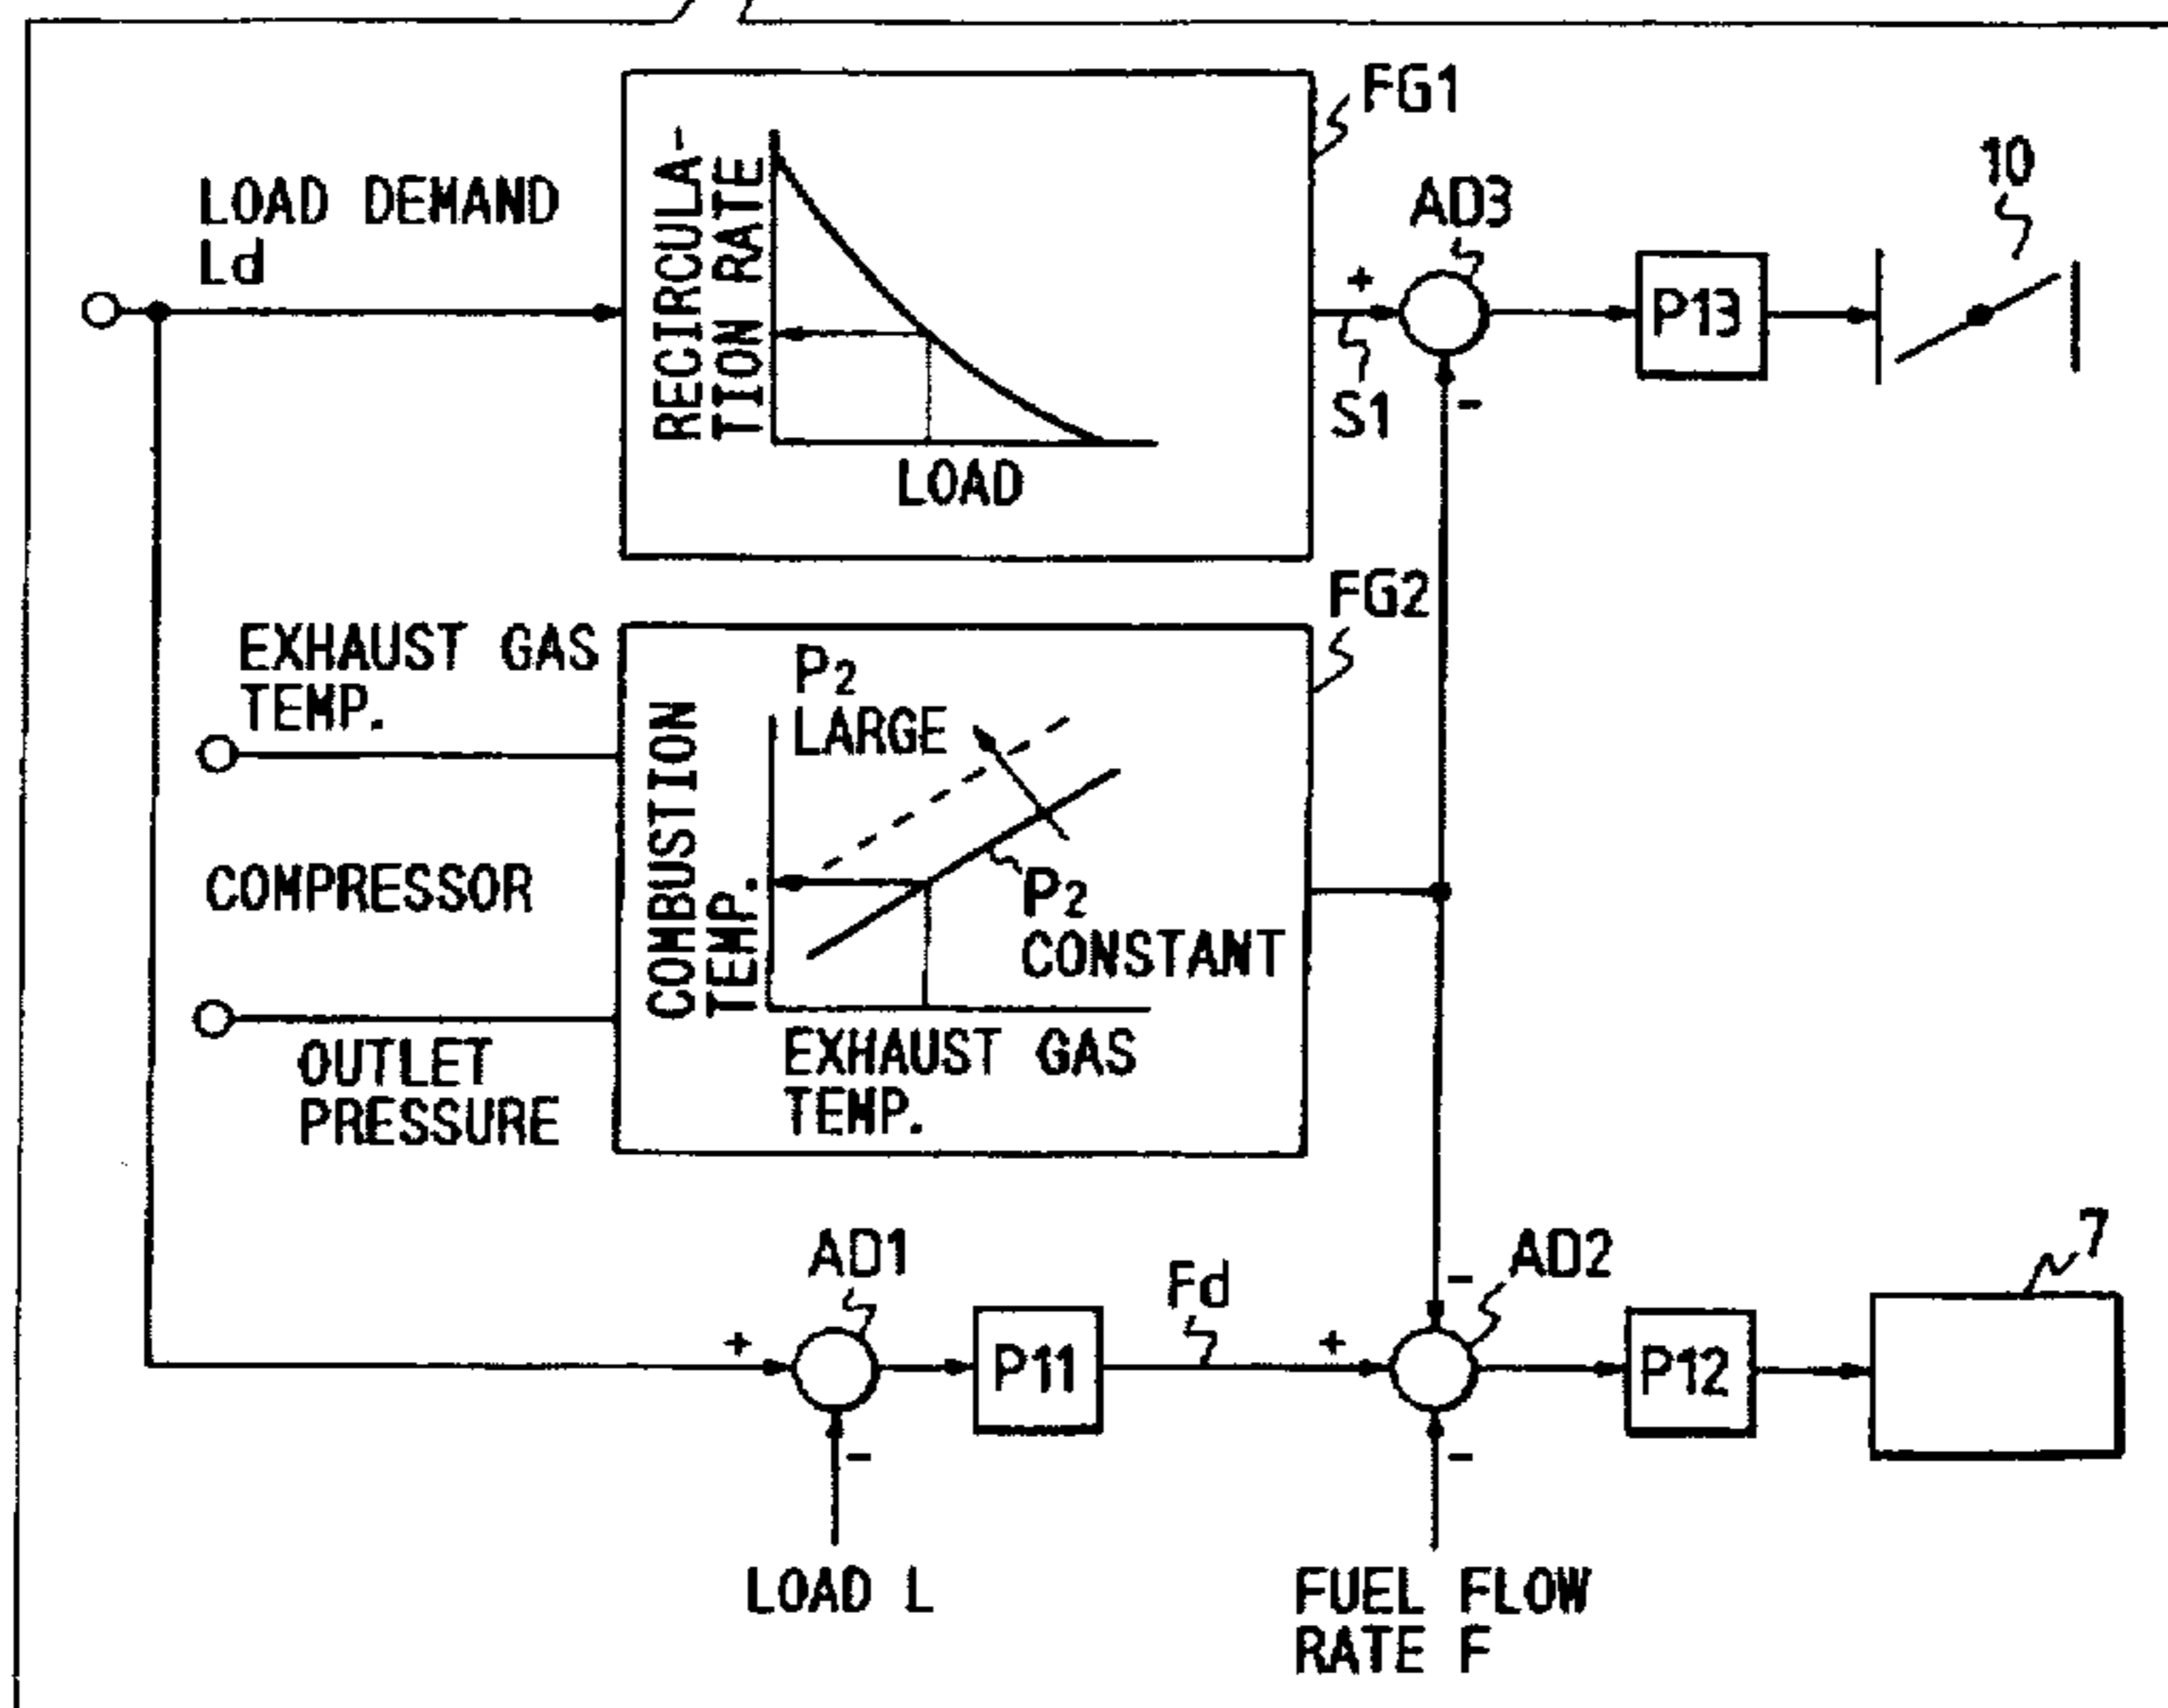 FG1
RECIRCULA-
TION RATE
LOAD
LOAD DEMAND
Ld
+
S1
AD3
-
P13
10
FG2
EXHAUST GAS
TEMP.
COMPRESSOR
OUTLET
PRESSURE
COMBUSTION
TEMP.
P2
LARGE
P2
CONSTANT
EXHAUST GAS
TEMP.
AD1
+
-
LOAD L
P11
Fd
+
-
AD2
-
FUEL FLOW
RATE F
P12
7